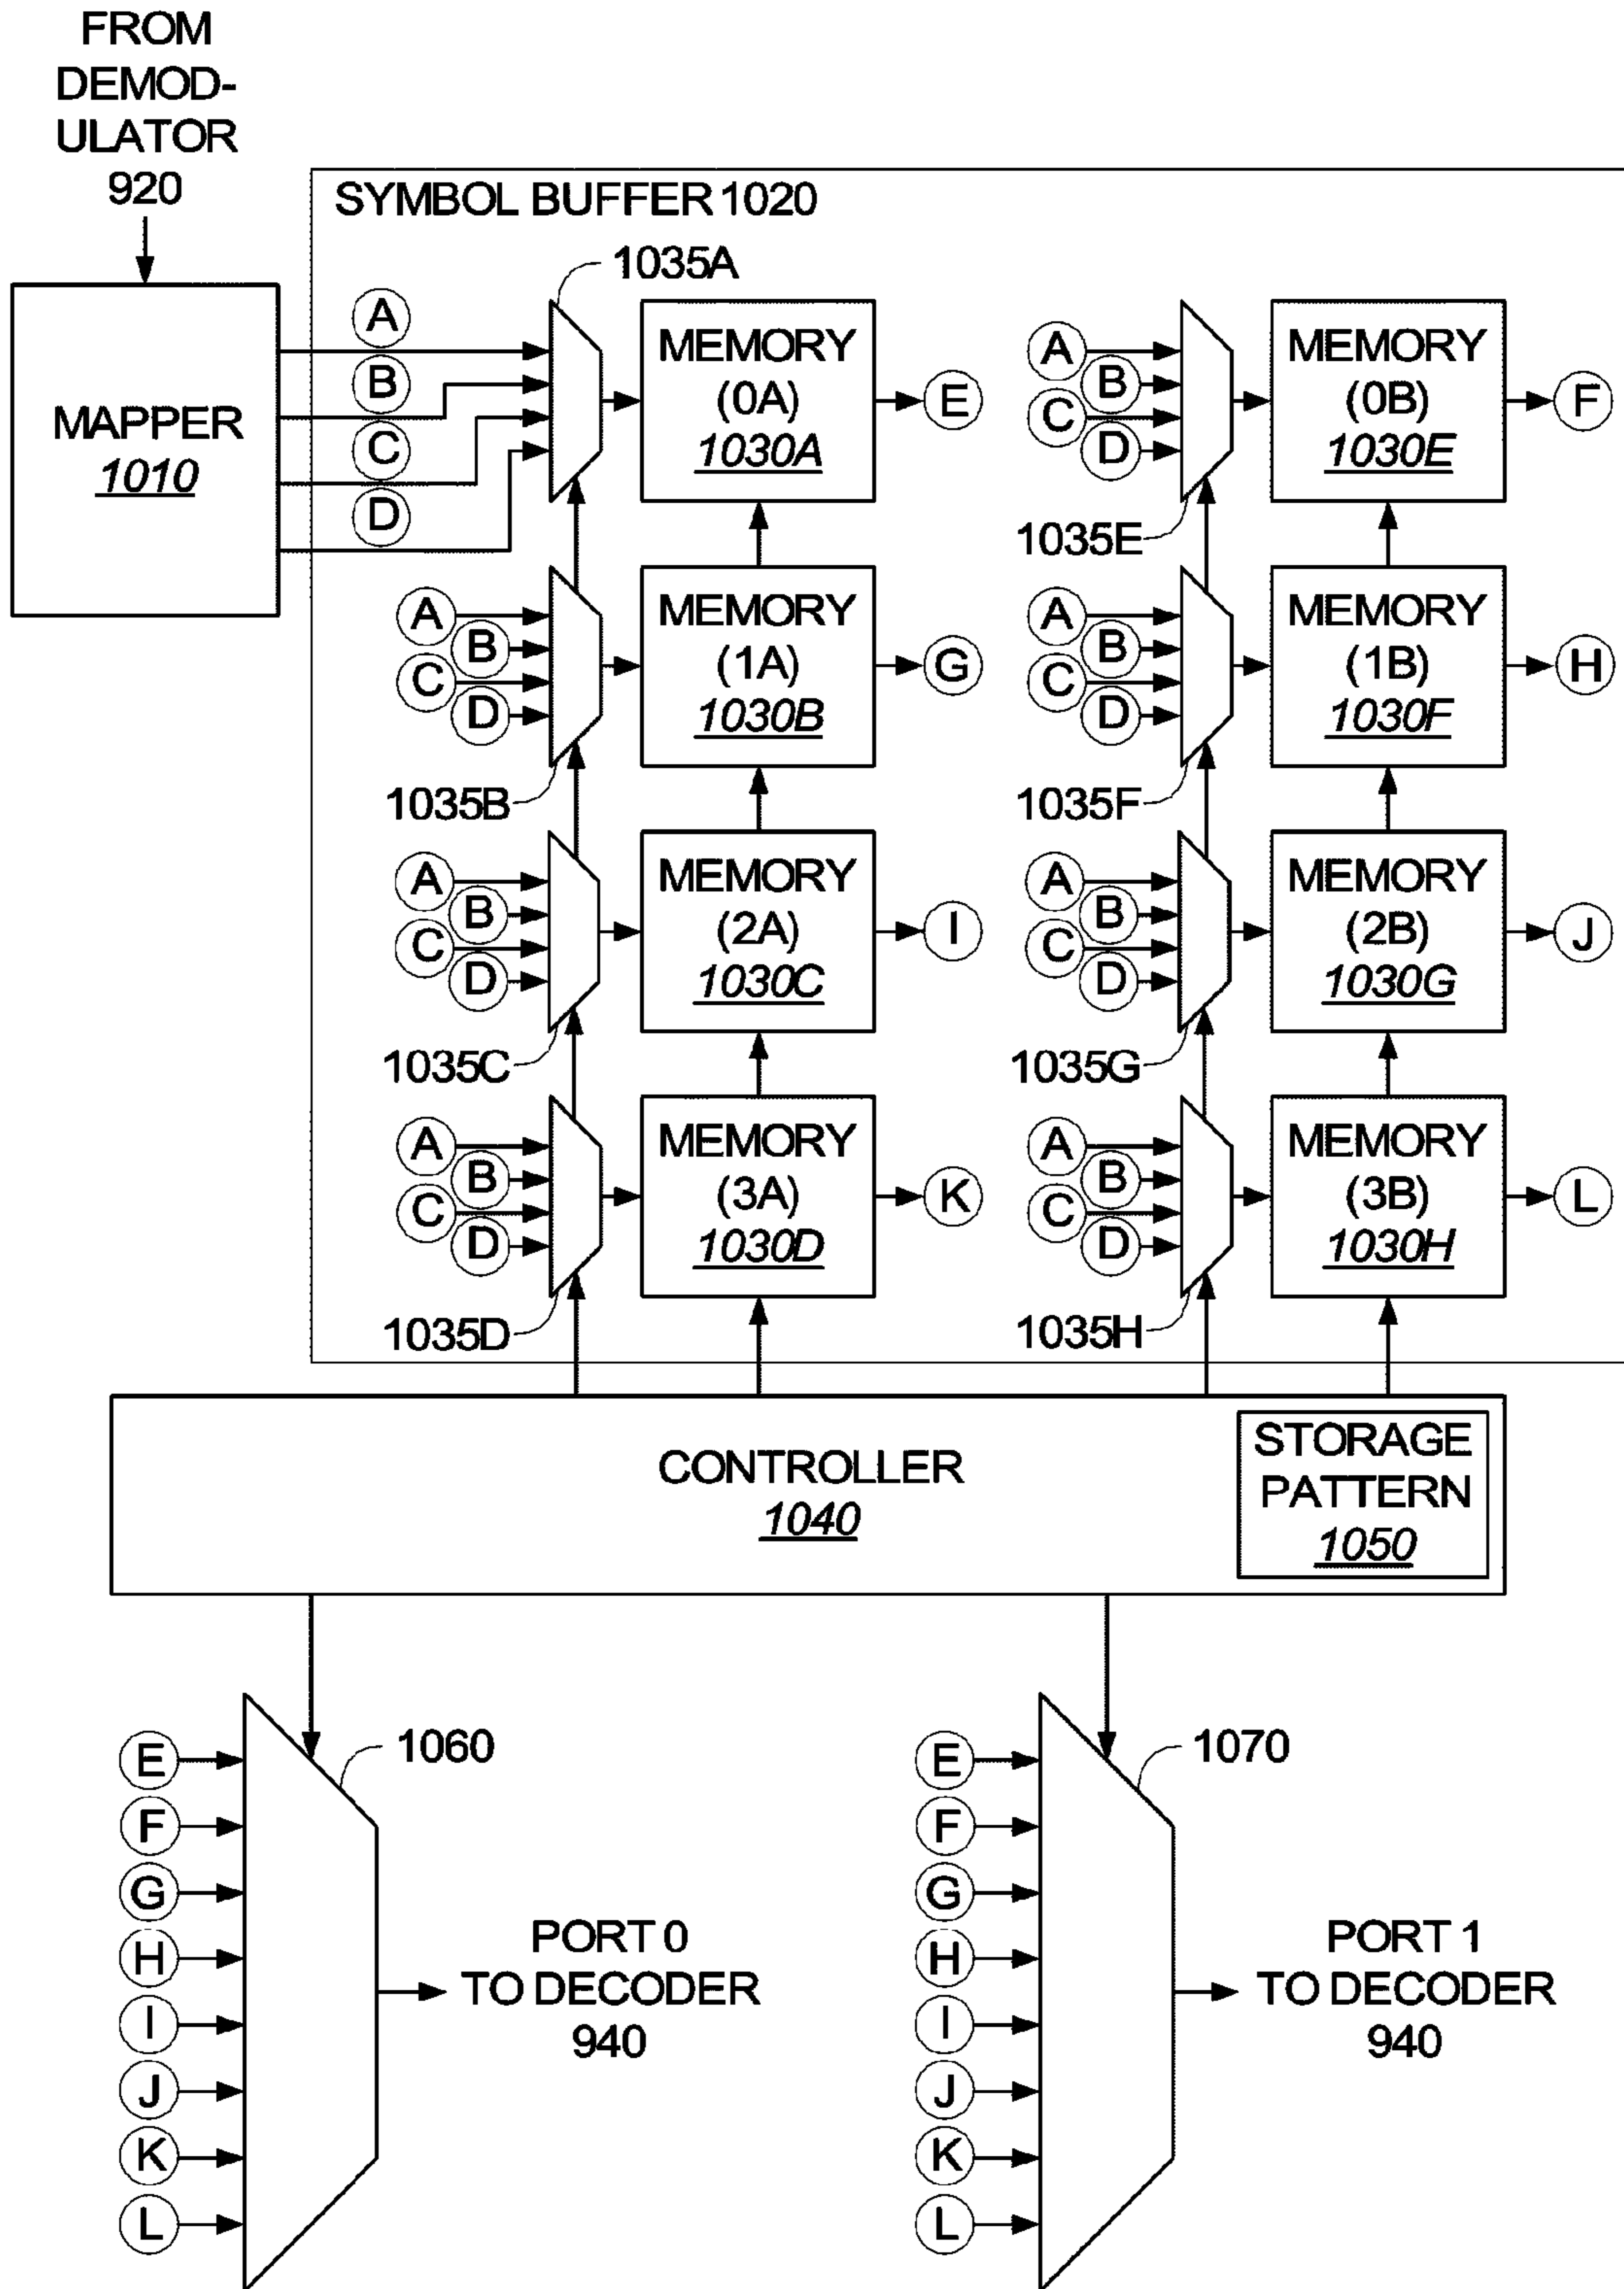 FROM
DEMOD-
ULATOR
920
SYMBOL BUFFER 1020
MAPPER
1010
A
B
C
D
1035A
MEMORY
(0A)
1030A
E
A
B
C
D
1035E
MEMORY
(0B)
1030E
F
A
B
C
D
1035B
MEMORY
(1A)
1030B
G
A
B
C
D
1035F
MEMORY
(1B)
1030F
H
A
B
C
D
1035C
MEMORY
(2A)
1030C
I
A
B
C
D
1035G
MEMORY
(2B)
1030G
J
A
B
C
D
1035D
MEMORY
(3A)
1030D
K
A
B
C
D
1035H
MEMORY
(3B)
1030H
L
CONTROLLER
1040
STORAGE
PATTERN
1050
E
F
G
H
I
J
K
L
1060
PORT 0
TO DECODER
940
E
F
G
H
I
J
K
L
1070
PORT 1
TO DECODER
940